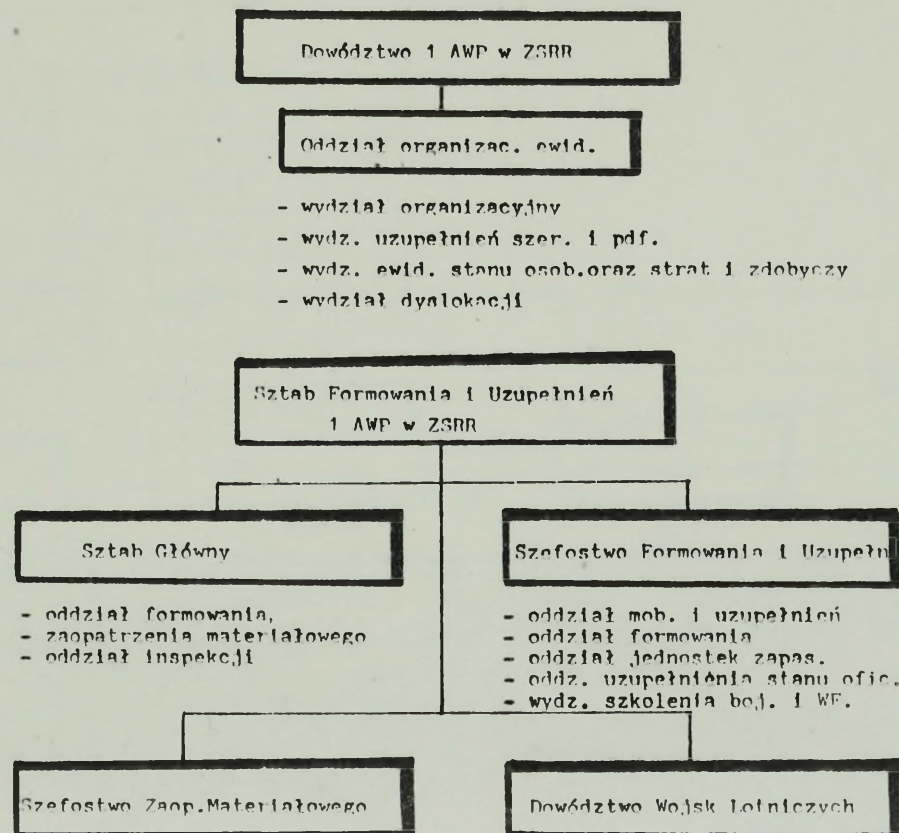 Dowództwo 1 AWP w ZSRR
Oddział organizac. ewid.
- wydział organizacyjny
- wydz. uzupełnień szer. i pdf.
- wydz. ewid. stanu osob.oraz strat i zdobyczy
- wydział dyslokacji
Sztab Formowania i Uzupełnień
1 AWP w ZSRR
Sztab Główny
- oddział formowania,
- zaopatrzenia materiałowego
- oddział inspekcji
Szefostwo Formowania i Uzupełn
- oddział mob. i uzupełnień
- oddział formowania
- oddział jednostek zapas.
- oddz. uzupełnienia stanu ofic.
- wydz. szkolenia boj. i WF.
Szefostwo Zaop.Materiałowego
Dowództwo Wojsk Lotniczych